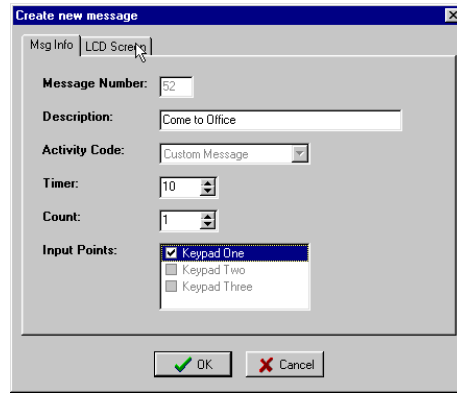 Create new message
Msg Info LCD Screen
Message Number: 52
Description: Come to Office
Activity Code: Custom Message
Timer: 10
Count: 1
Input Points: Keypad One
Keypad Two
Keypad Three
OK Cancel